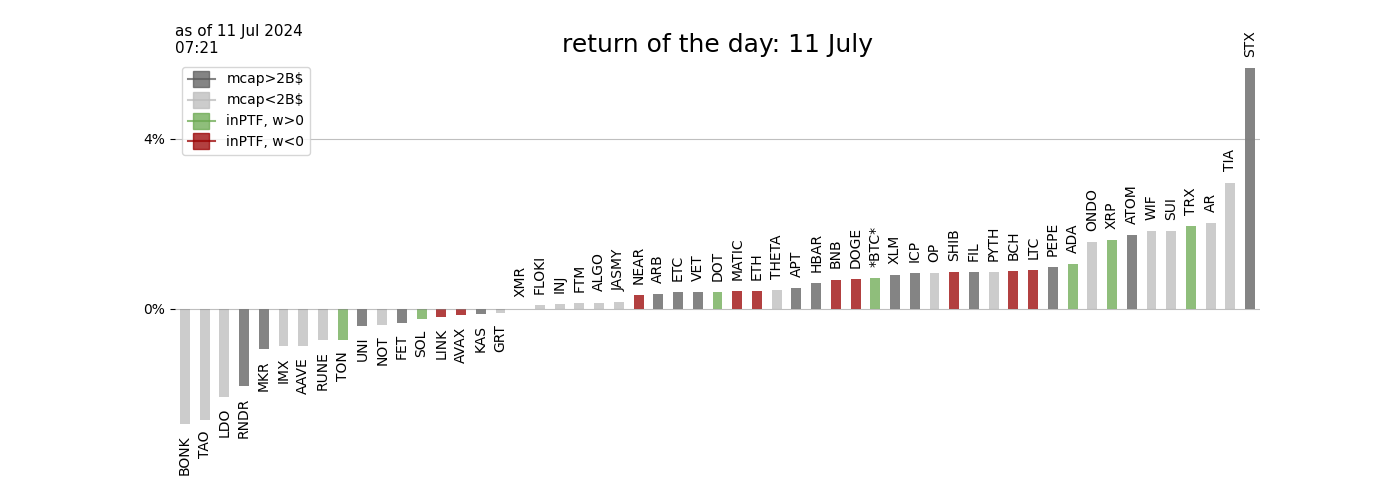 as of 11 Jul 2024
07:21
return of the day: 11 July
mcap>2B$
mcap<2B$
inPTF, w>0
inPTF, w<0
4%
0%
BONK
TAO
LDO
RNDR
MKR
IMX
AAVE
RUNE
TON
UNI
NOT
FET
SOL
LINK
AVAX
KAS
GRT
XMR
FLOKI
INJ
FTM
ALGO
JASMY
NEAR
ARB
ETC
VET
DOT
MATIC
ETH
THETA
APT
HBAR
BNB
DOGE
*BTC*
XLM
ICP
OP
SHIB
FIL
PYTH
BCH
LTC
PEPE
ADA
ONDO
XRP
ATOM
WIF
SUI
TRX
AR
TIA
STX